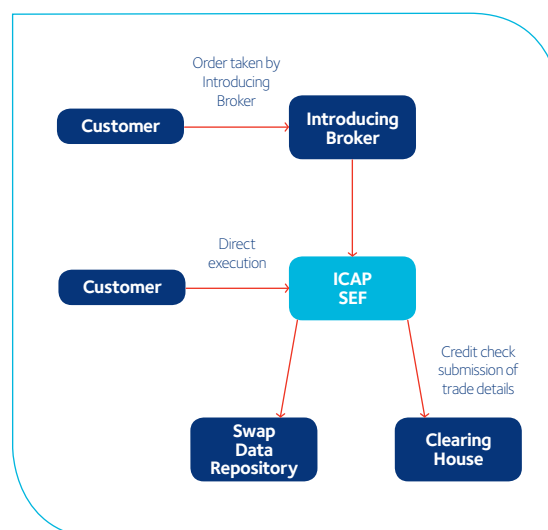 Order taken by
Introducing
Broker
Customer
Introducing
Broker
Direct
execution
Customer
ICAP
SEF
Credit check
submission of
trade details
Swap
Data
Repository
Clearing
House